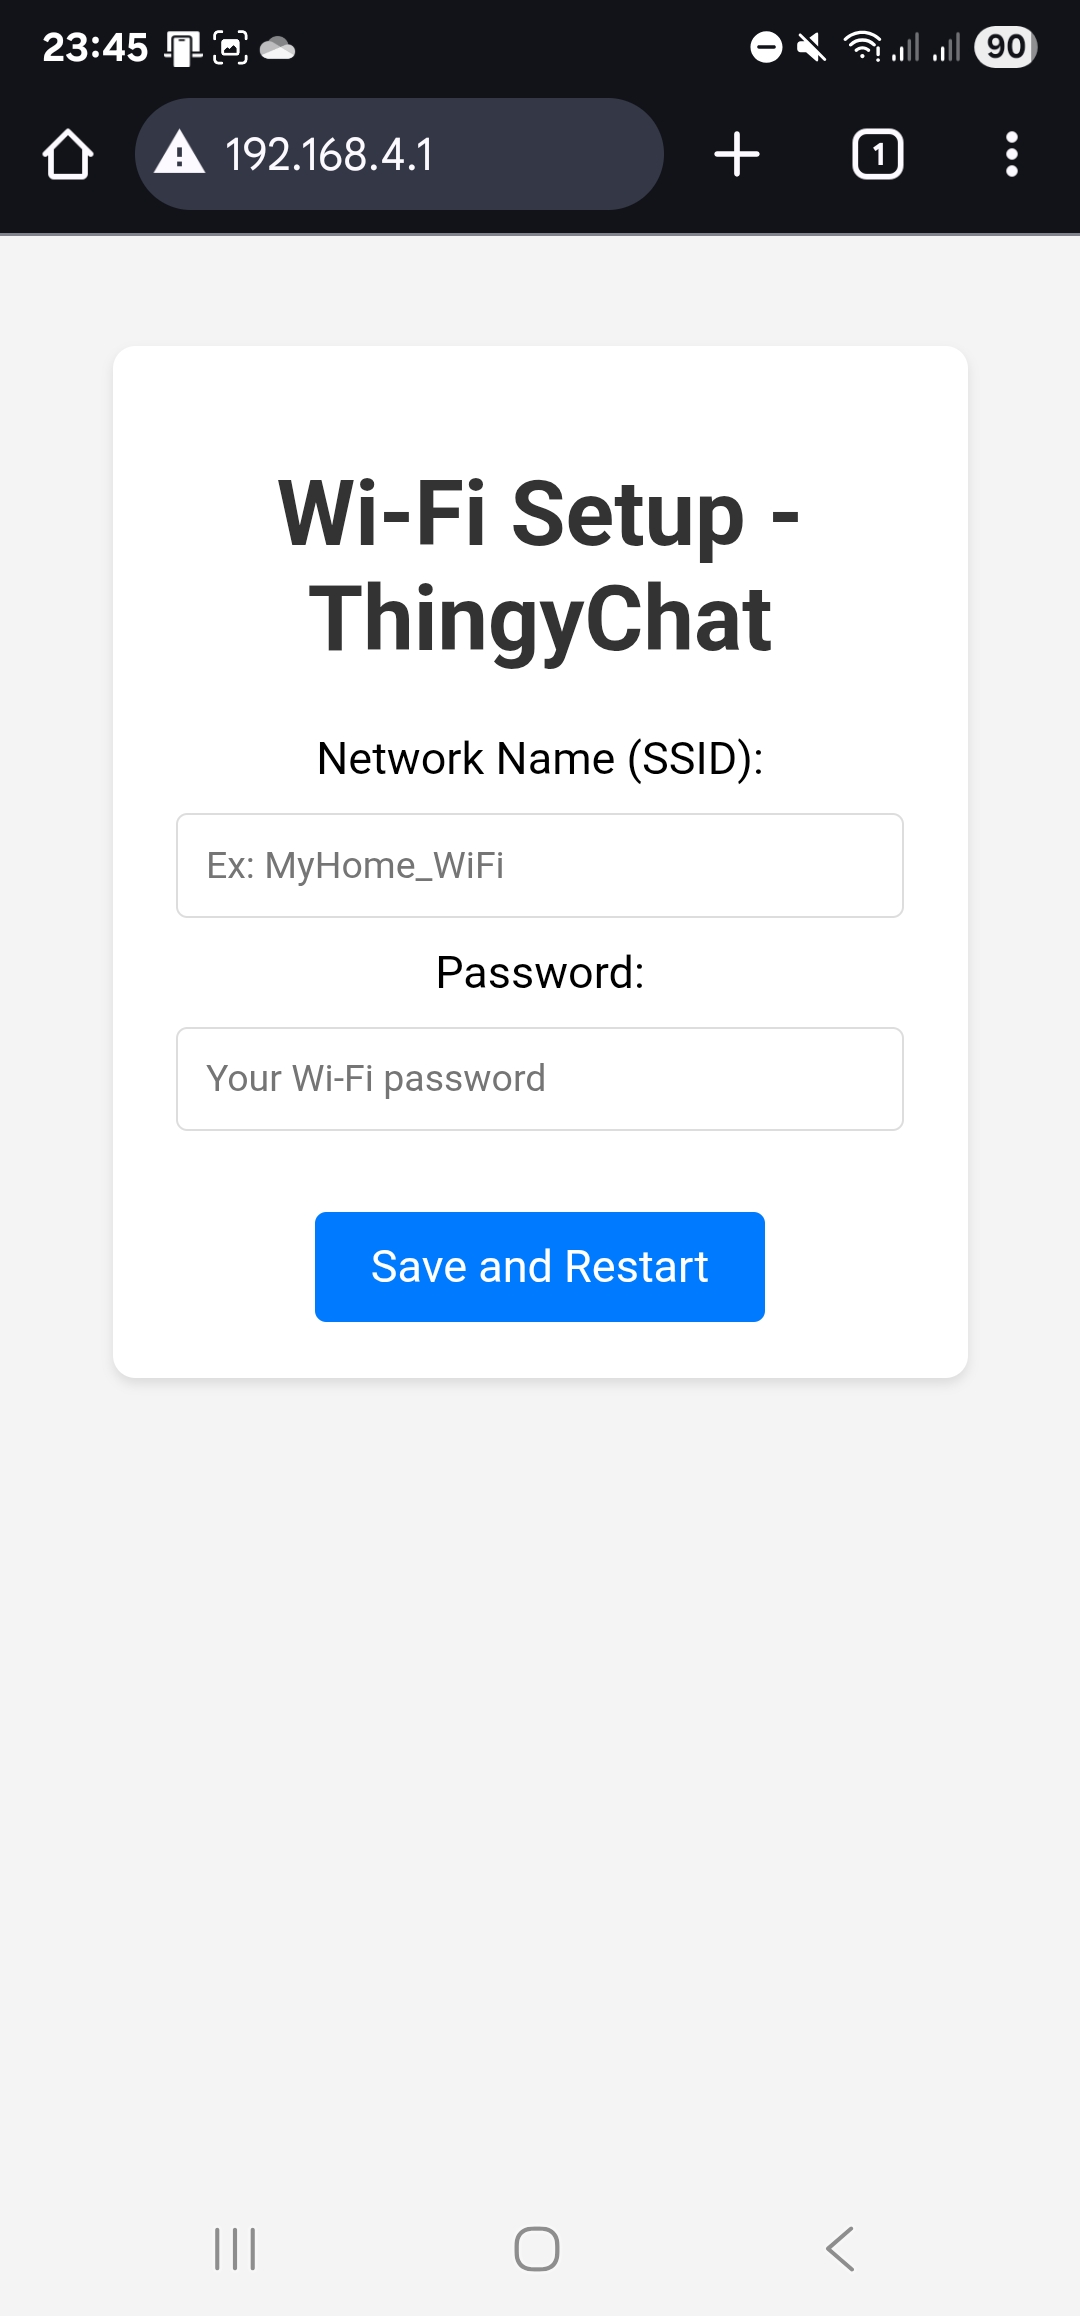 23:45
90
192.168.4.1
1
Wi-Fi Setup -
ThingyChat
Network Name (SSID):
Ex: MyHome_WiFi
Password:
Your Wi-Fi password
Save and Restart